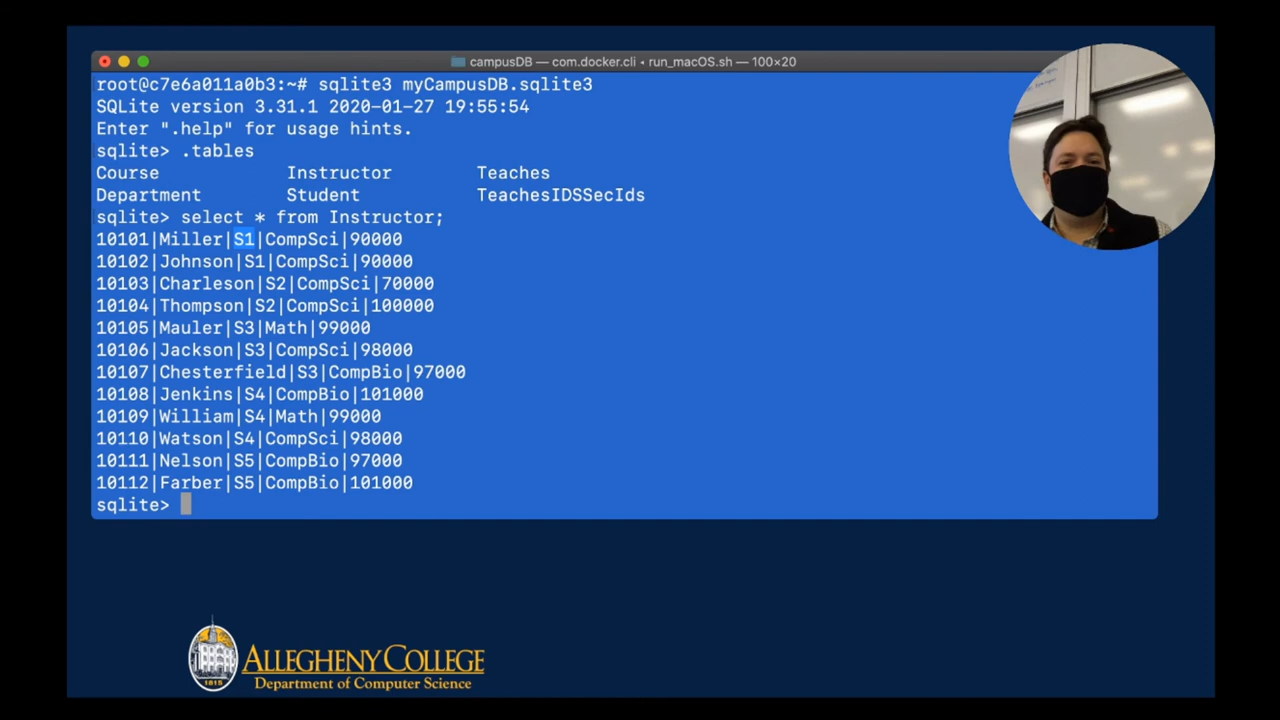 campusDB — com.docker.cli • run_macOS.sh — 100×20
root@c7e6a011a0b3:~# sqlite3 myCampusDB.sqlite3
SQLite version 3.31.1 2020-01-27 19:55:54
Enter ".help" for usage hints.
sqlite> .tables
Course Instructor Teaches
Department Student TeachesIDSSecIds
sqlite> select * from Instructor;
10101|Miller|S1|CompSci|90000
10102|Johnson|S1|CompSci|90000
10103|Charleson|S2|CompSci|70000
10104|Thompson|S2|CompSci|100000
10105|Mauler|S3|Math|99000
10106|Jackson|S3|CompSci|98000
10107|Chesterfield|S3|CompBio|97000
10108|Jenkins|S4|CompBio|101000
10109|William|S4|Math|99000
10110|Watson|S4|CompSci|98000
10111|Nelson|S5|CompBio|97000
10112|Farber|S5|CompBio|101000
sqlite>
1815
ALLEGHENY COLLEGE
Department of Computer Science